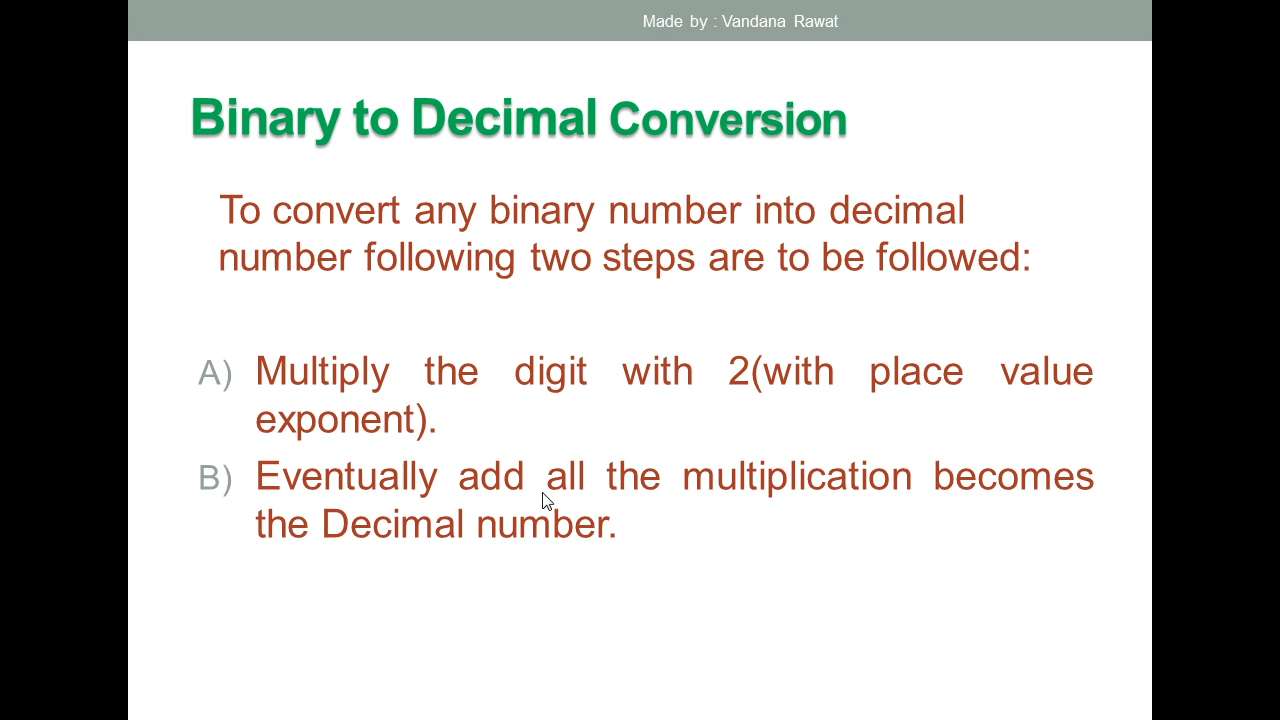 Made by : Vandana Rawat
Binary to Decimal Conversion
To convert any binary number into decimal
number following two steps are to be followed:
A) Multiply the digit with 2(with place value
exponent).
B) Eventually add all the multiplication becomes
the Decimal number.